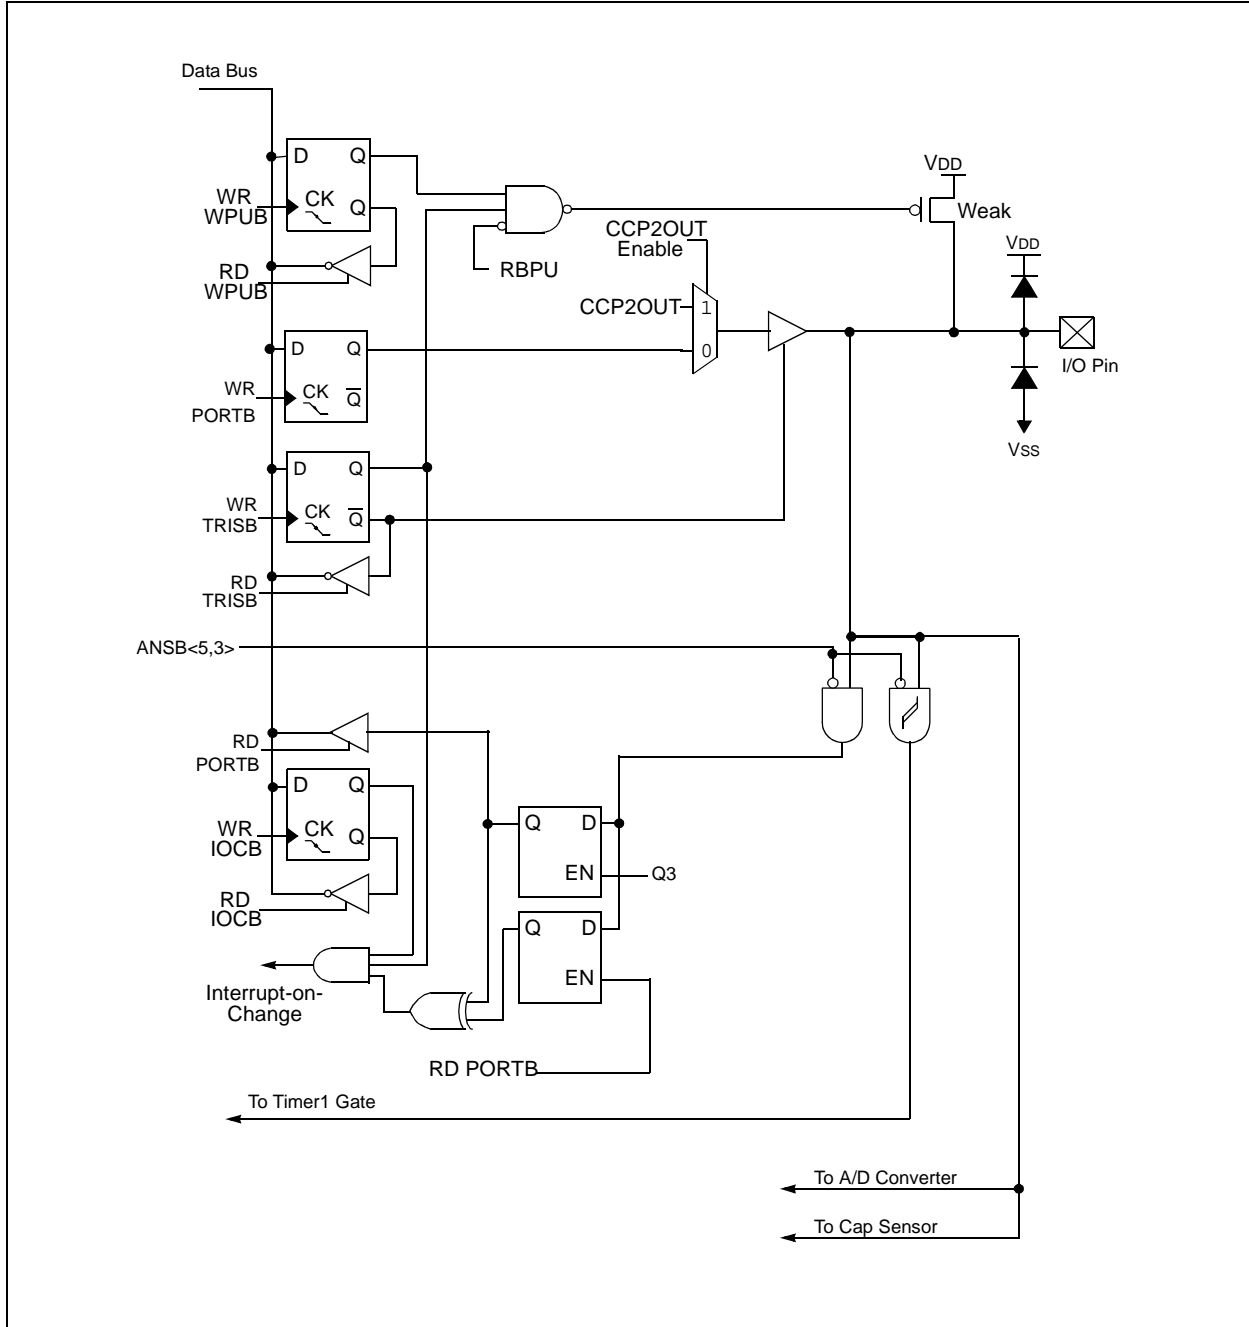 Data Bus
D Q
WR
WPUB
CK
Q
RD
WPUB
RBPU
CCP2OUT
Enable
CCP2OUT
1
0
VDD
Weak
VDD
I/O Pin
VSS
D Q
WR
PORTB
CK
Q
D Q
WR
TRISB
CK
Q
RD
TRISB
ANSB<5,3>
RD
PORTB
D Q
WR
IOCB
CK
Q
RD
IOCB
Q D
EN
Q3
Q D
EN
Interrupt-on-
Change
RD PORTB
To Timer1 Gate
To A/D Converter
To Cap Sensor